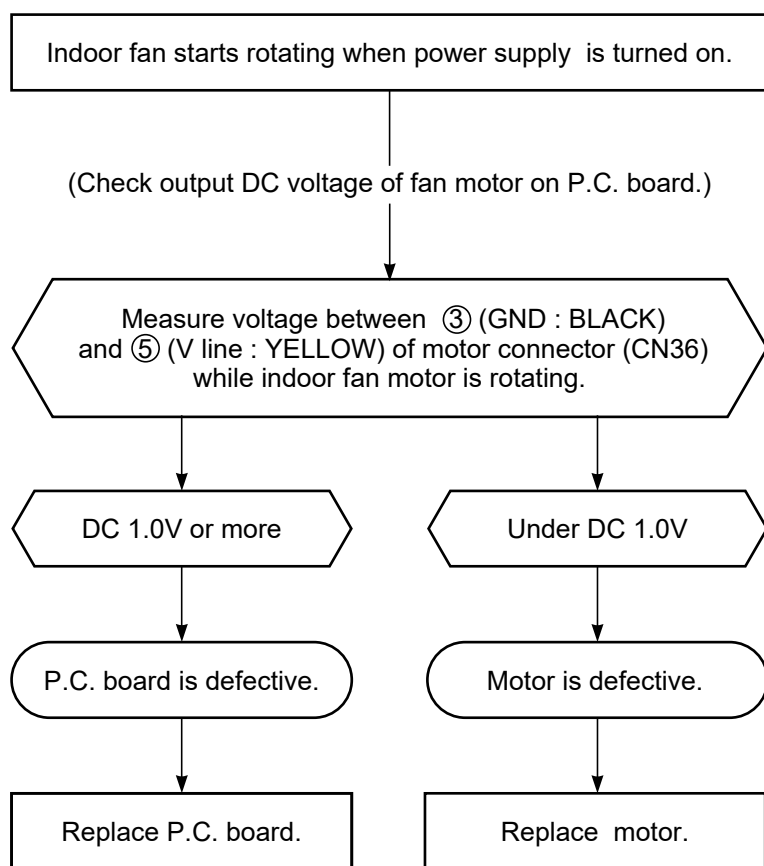 Indoor fan starts rotating when power supply is turned on.
(Check output DC voltage of fan motor on P.C. board.)
Measure voltage between ③ (GND : BLACK)
and ⑤ (V line : YELLOW) of motor connector (CN36)
while indoor fan motor is rotating.
DC 1.0V or more
Under DC 1.0V
P.C. board is defective.
Motor is defective.
Replace P.C. board.
Replace motor.